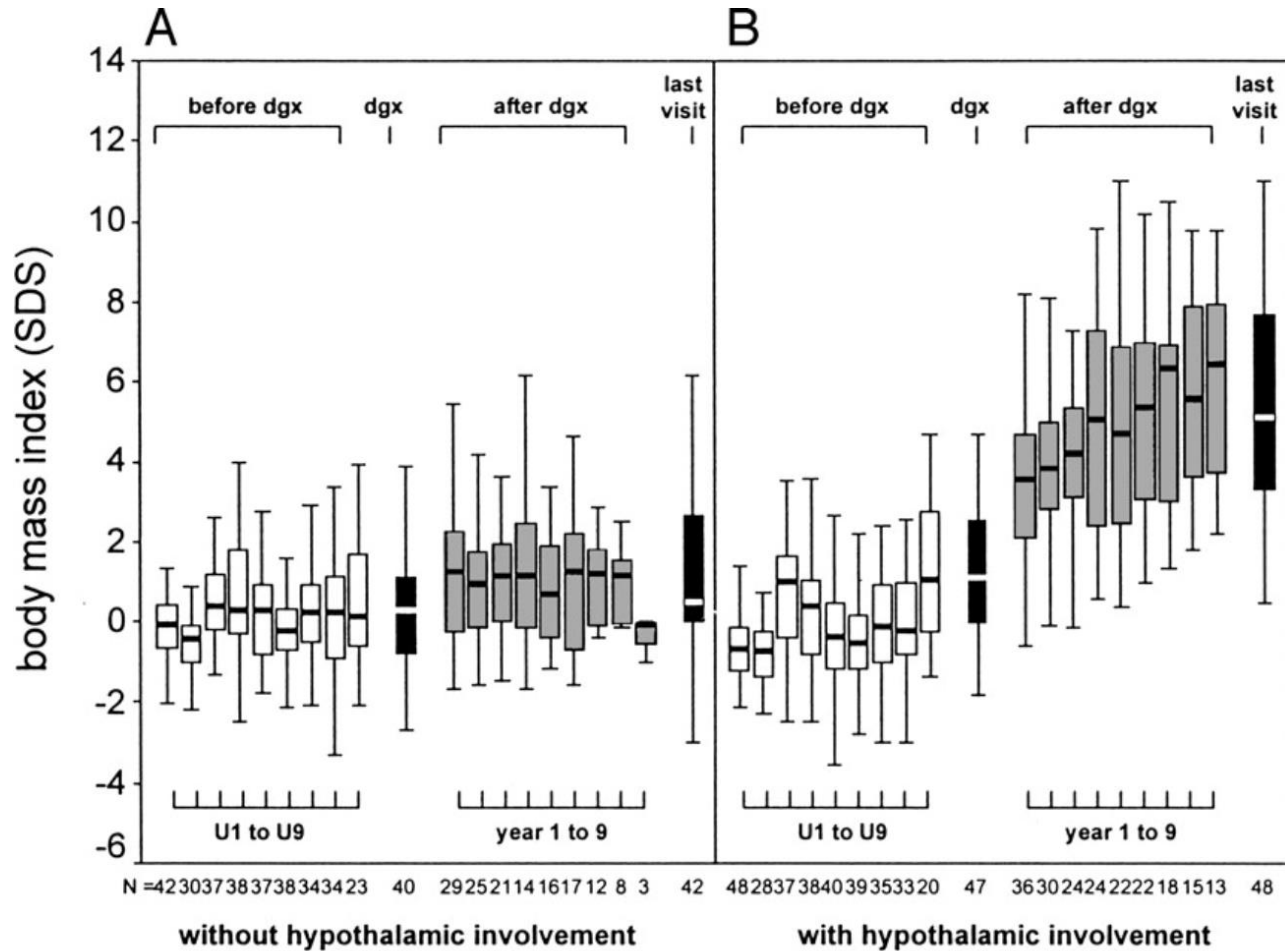 A
B
body mass index (SDS)
14
12
10
8
6
4
2
0
-2
-4
-6
before dgx
dgx
after dgx
last
visit
before dgx
dgx
after dgx
last
visit
U1 to U9
year 1 to 9
U1 to U9
year 1 to 9
N =42 30 37 38 37 38 34 34 23 40 29 25 21 14 16 17 12 8 3 42 48 28 37 38 40 39 35 33 20 47 36 30 24 24 22 22 18 15 13 48
without hypothalamic involvement
with hypothalamic involvement